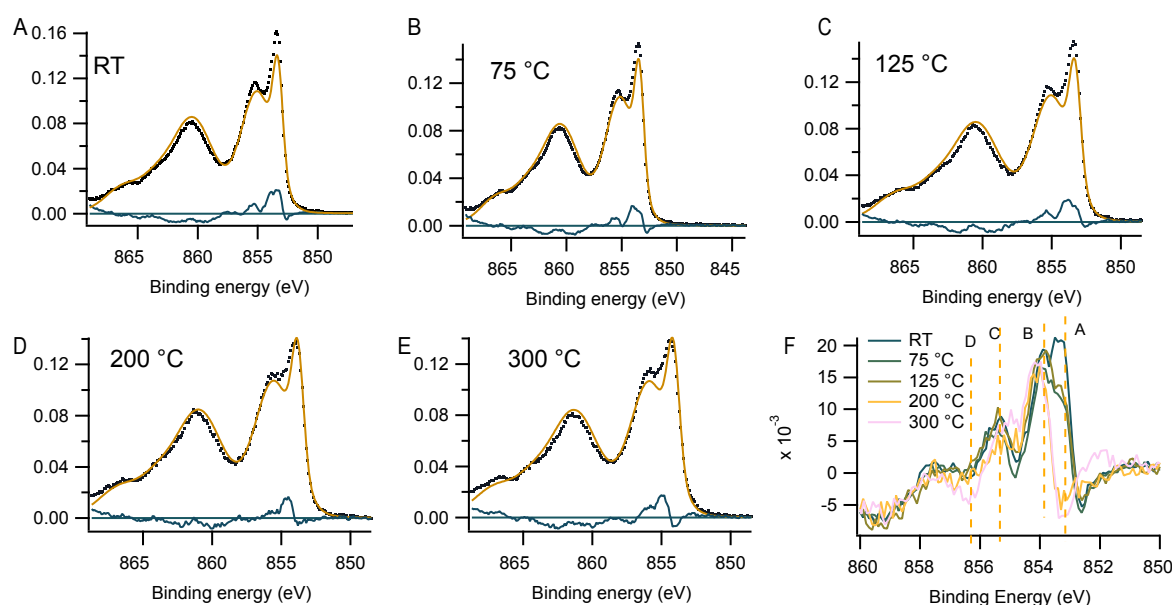 A
RT
0.16
0.12
0.08
0.04
0.00
865 860 855 850
Binding energy (eV)
B
75 °C
0.12
0.08
0.04
0.00
865 860 855 850 845
Binding energy (eV)
C
125 °C
0.12
0.08
0.04
0.00
865 860 855 850
Binding energy (eV)
D
200 °C
0.12
0.08
0.04
0.00
865 860 855 850
Binding energy (eV)
E
300 °C
0.12
0.08
0.04
0.00
865 860 855 850
Binding energy (eV)
F
D C B A
RT
75 °C
125 °C
200 °C
300 °C
20
15
10
5
0
-5
x 10-3
860 858 856 854 852 850
Binding Energy (eV)